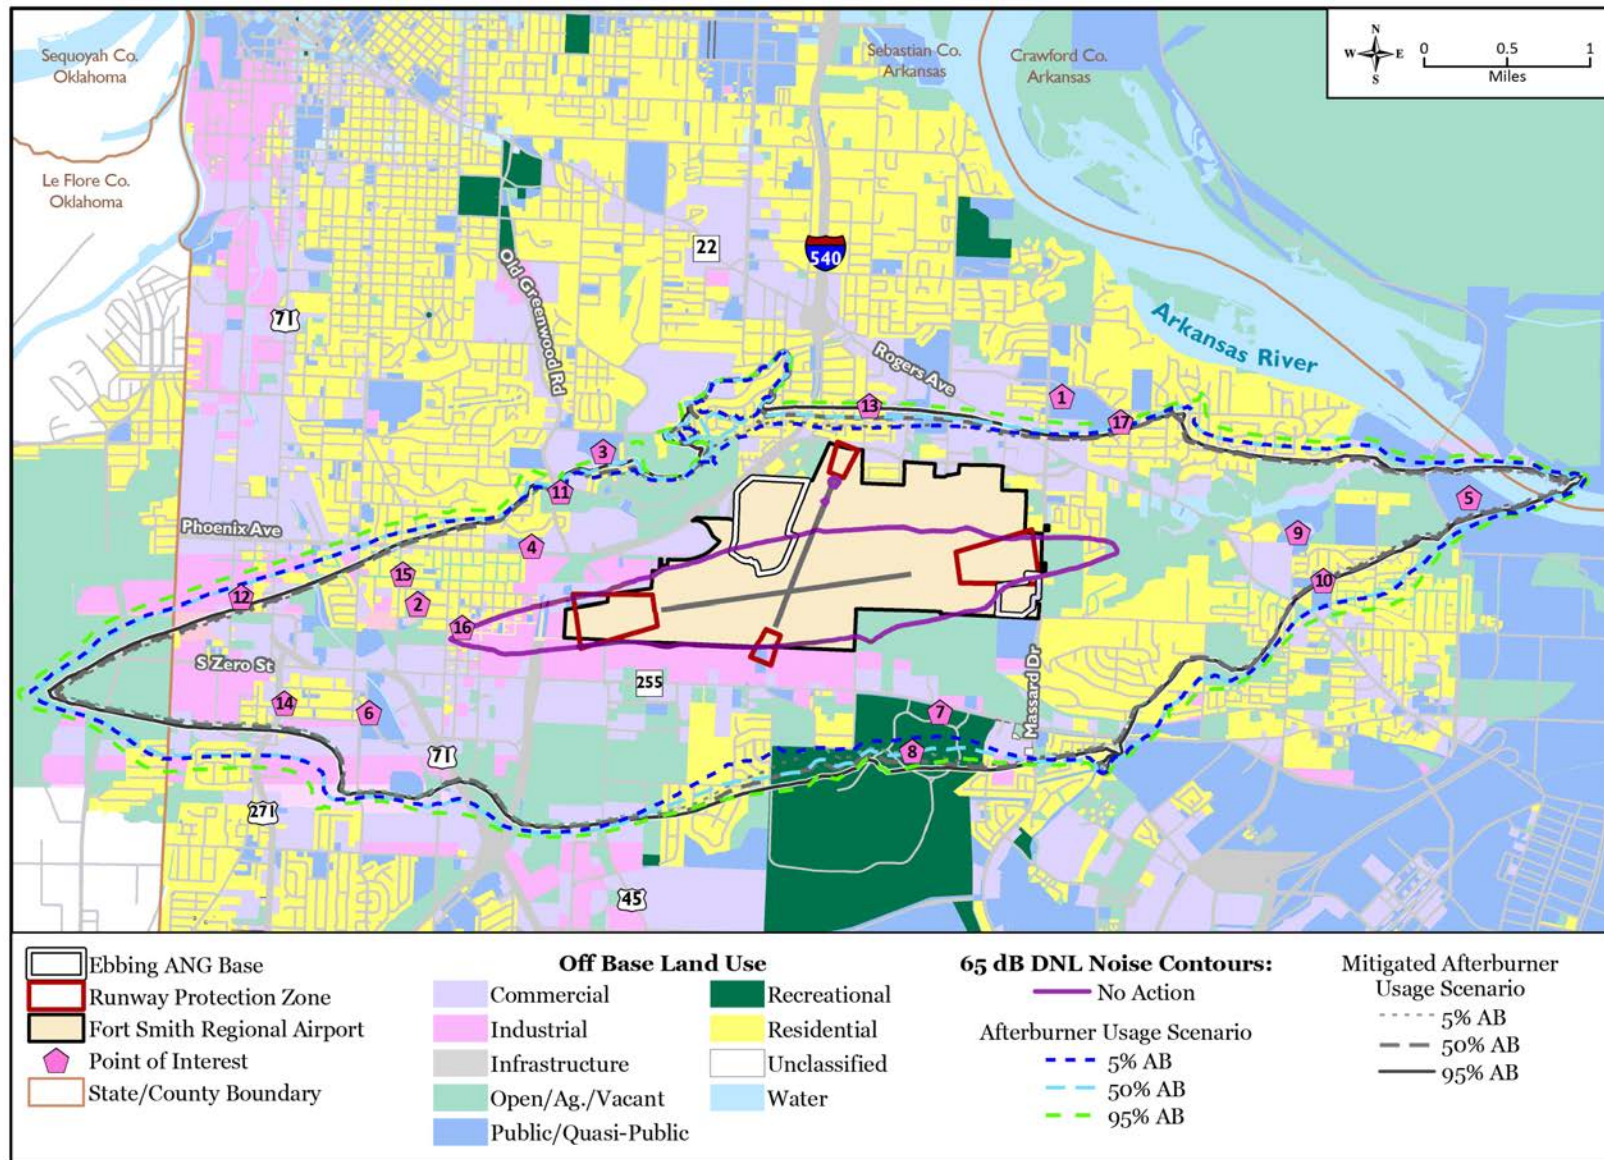 Sequoyah Co.
Oklahoma
Sebastian Co.
Arkansas
Crawford Co.
Arkansas
N
W E
S
0 0.5 1
Miles
Le Flore Co.
Oklahoma
22
540
Old Greenwood Rd
71
Arkansas River
Rogers Ave
1
13
17
3
11
5
Phoenix Ave
9
4
15
10
12
2
16
S Zero St
255
Massard Dr
14
6
7
8
71
271
45
Ebbing ANG Base
Runway Protection Zone
Fort Smith Regional Airport
Point of Interest
State/County Boundary
Off Base Land Use
Commercial
Industrial
Infrastructure
Open/Ag./Vacant
Public/Quasi-Public
Recreational
Residential
Unclassified
Water
65 dB DNL Noise Contours:
No Action
Afterburner Usage Scenario
5% AB
50% AB
95% AB
Mitigated Afterburner
Usage Scenario
5% AB
50% AB
95% AB